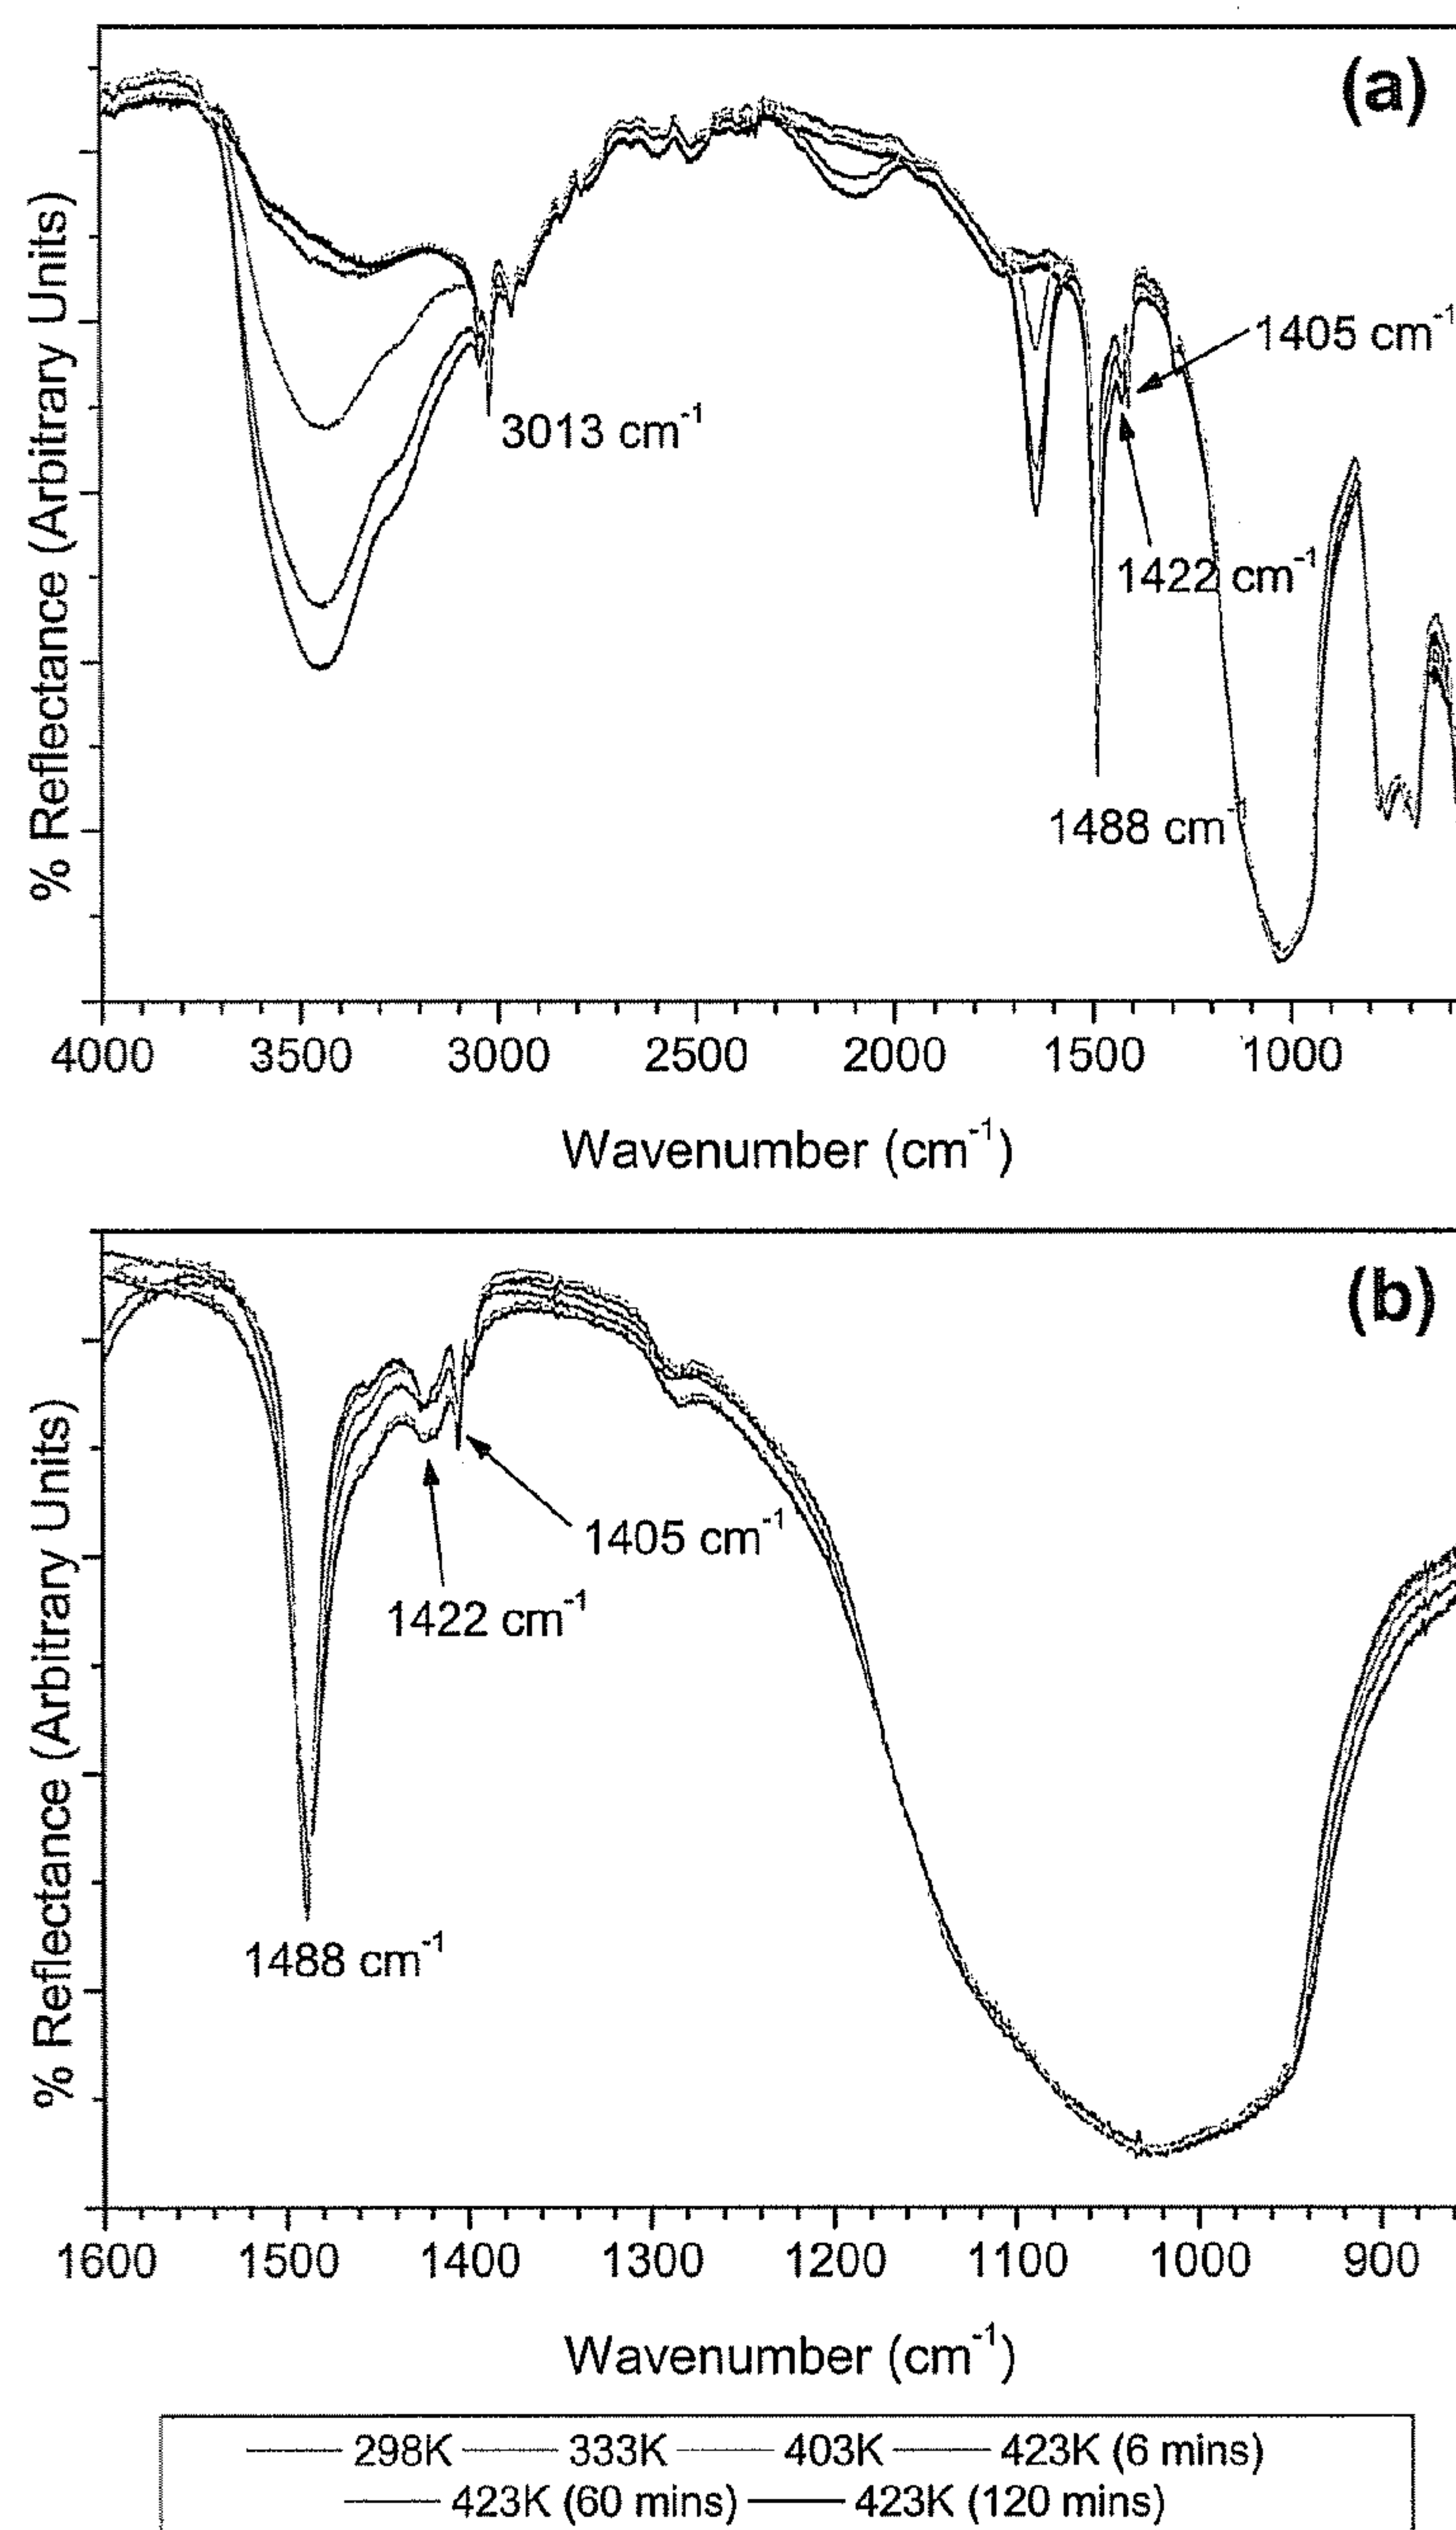 (a)
% Reflectance (Arbitrary Units)
3013 cm⁻¹
1405 cm⁻¹
1422 cm⁻¹
1488 cm⁻¹
4000 3500 3000 2500 2000 1500 1000
Wavenumber (cm⁻¹)
(b)
% Reflectance (Arbitrary Units)
1405 cm⁻¹
1422 cm⁻¹
1488 cm⁻¹
1600 1500 1400 1300 1200 1100 1000 900
Wavenumber (cm⁻¹)
298K 333K 403K 423K (6 mins)
423K (60 mins) 423K (120 mins)